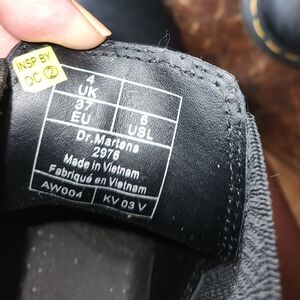 INSP BY
QC 2
4
UK
37
EU
6
USL
Dr.Martens
2976
Made in Vietnam
Fabriqué en Vietnam
AW004
KV 03 V